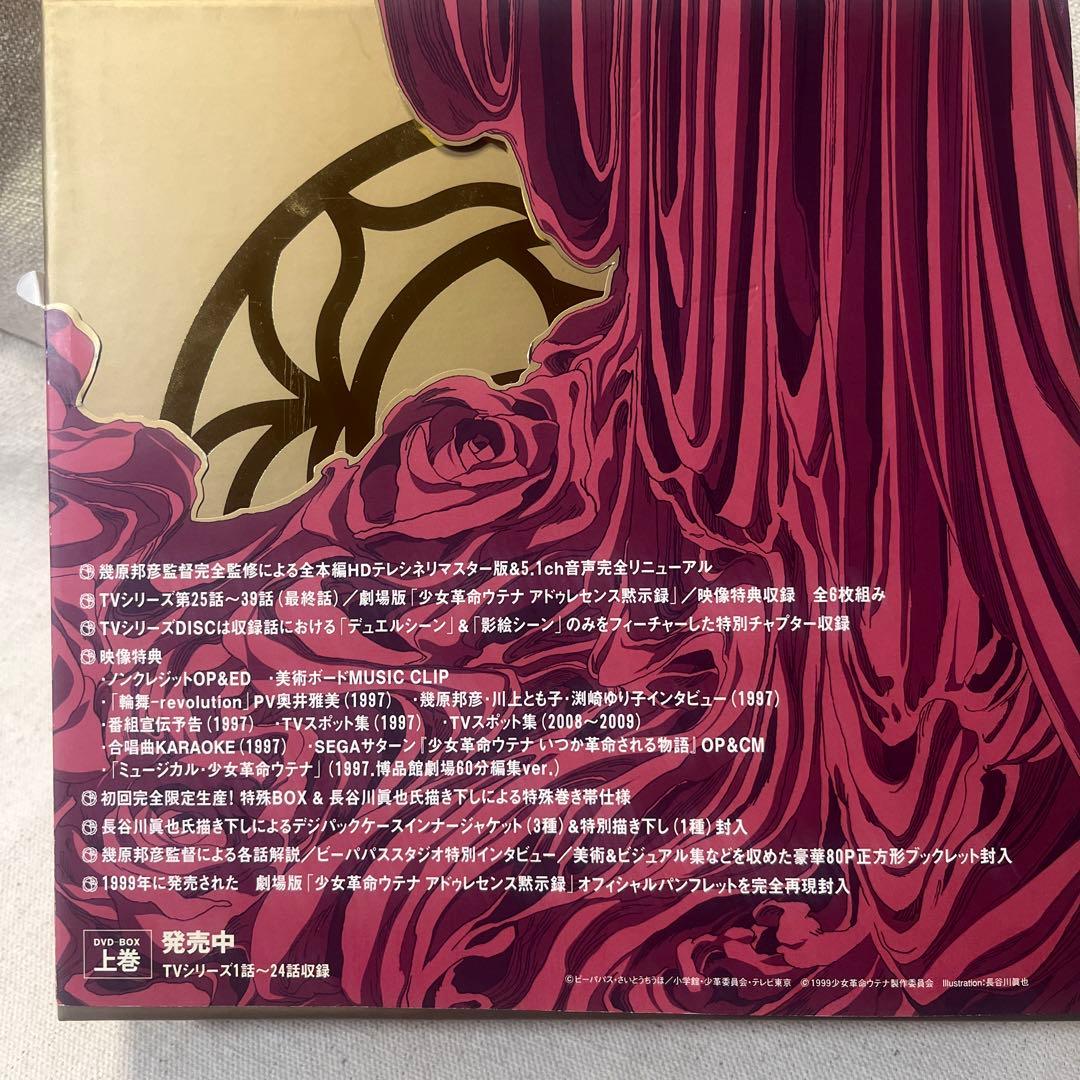 幾原邦彦監督完全監修による全本編HDテレシネリマスター版&5.1ch音声完全リニューアル
TVシリーズ第25話〜39話(最終話)/劇場版「少女革命ウテナ アドゥレセンス黙示録」/映像特典収録 全6枚組み
TVシリーズDISCは収録話における「デュエルシーン」&「影絵シーン」のみをフィーチャーした特別チャプター収録
映像特典
・ノンクレジットOP&ED ・美術ボードMUSIC CLIP
・「輪舞-revolution」PV奥井雅美(1997) ・幾原邦彦・川上とも子・渕崎ゆり子インタビュー(1997)
・番組宣伝予告(1997) ・TVスポット集(1997) ・TVスポット集(2008〜2009)
・合唱曲KARAOKE(1997) ・SEGAサターン『少女革命ウテナ いつか革命される物語』OP&CM
・「ミュージカル・少女革命ウテナ」(1997.博品館劇場60分編集ver.)
初回完全限定生産! 特殊BOX & 長谷川眞也氏描き下しによる特殊巻き帯仕様
長谷川眞也氏描き下しによるデジパックケースインナージャケット(3種)&特別描き下し(1種)封入
幾原邦彦監督による各話解説/ビーパパススタジオ特別インタビュー/美術&ビジュアル集などを収めた豪華80P正方形ブックレット封入
1999年に発売された 劇場版「少女革命ウテナ アドゥレセンス黙示録」オフィシャルパンフレットを完全再現封入
DVD-BOX
上巻
発売中
TVシリーズ1話〜24話収録
©ビーパパス・さいとうちほ/小学館・少革委員会・テレビ東京 ©1999少女革命ウテナ製作委員会 Illustration:長谷川眞也